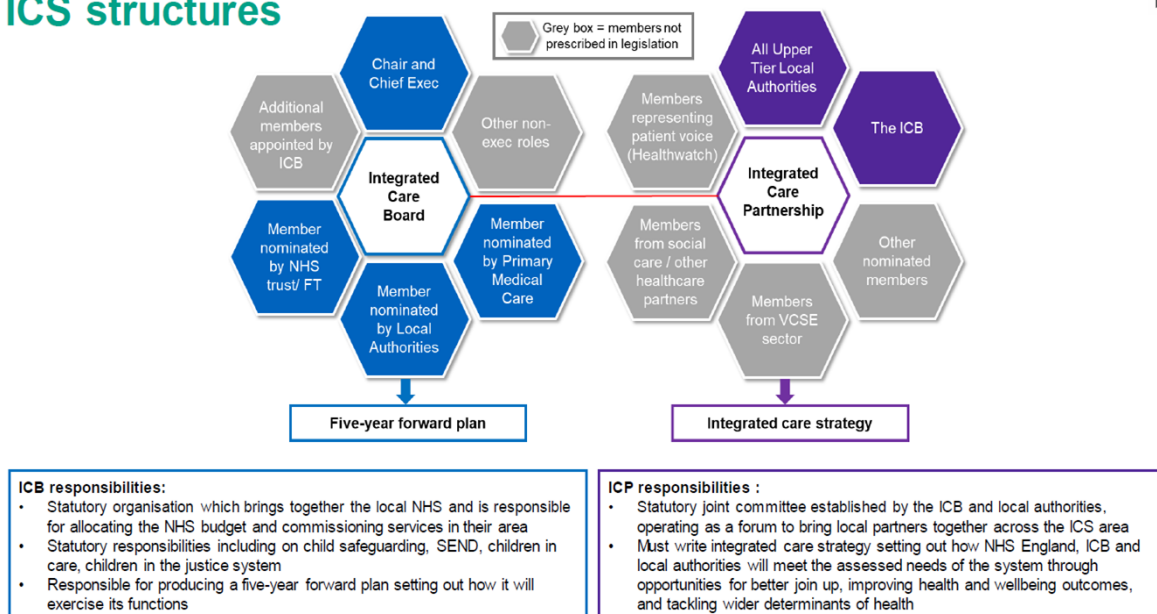 ICS structures
Grey box = members not
prescribed in legislation
Chair and
Chief Exec
Additional
members
appointed by
ICB
Other non-
exec roles
Integrated
Care
Board
Member
nominated
by NHS
trust/ FT
Member
nominated
by Local
Authorities
Member
nominated
by Primary
Medical
Care
Five-year forward plan
All Upper
Tier Local
Authorities
Members
representing
patient voice
(Healthwatch)
The ICB
Integrated
Care
Partnership
Members
from social
care / other
healthcare
partners
Members
from VCSE
sector
Other
nominated
members
Integrated care strategy
ICB responsibilities:
• Statutory organisation which brings together the local NHS and is responsible
for allocating the NHS budget and commissioning services in their area
• Statutory responsibilities including on child safeguarding, SEND, children in
care, children in the justice system
• Responsible for producing a five-year forward plan setting out how it will
exercise its functions
ICP responsibilities :
• Statutory joint committee established by the ICB and local authorities,
operating as a forum to bring local partners together across the ICS area
• Must write integrated care strategy setting out how NHS England, ICB and
local authorities will meet the assessed needs of the system through
opportunities for better join up, improving health and wellbeing outcomes,
and tackling wider determinants of health